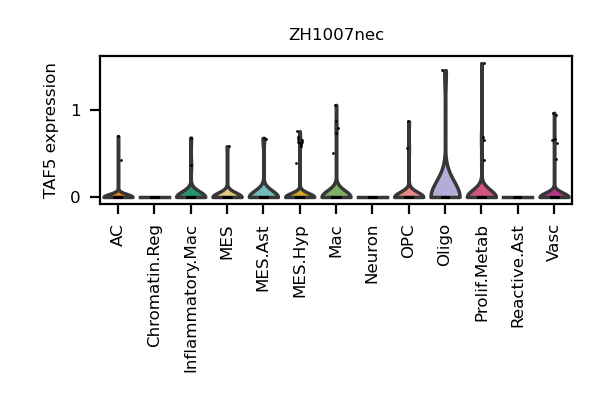 ZH1007nec
TAF5 expression
1
0
AC
Chromatin.Reg
Inflammatory.Mac
MES
MES.Ast
MES.Hyp
Mac
Neuron
OPC
Oligo
Prolif.Metab
Reactive.Ast
Vasc